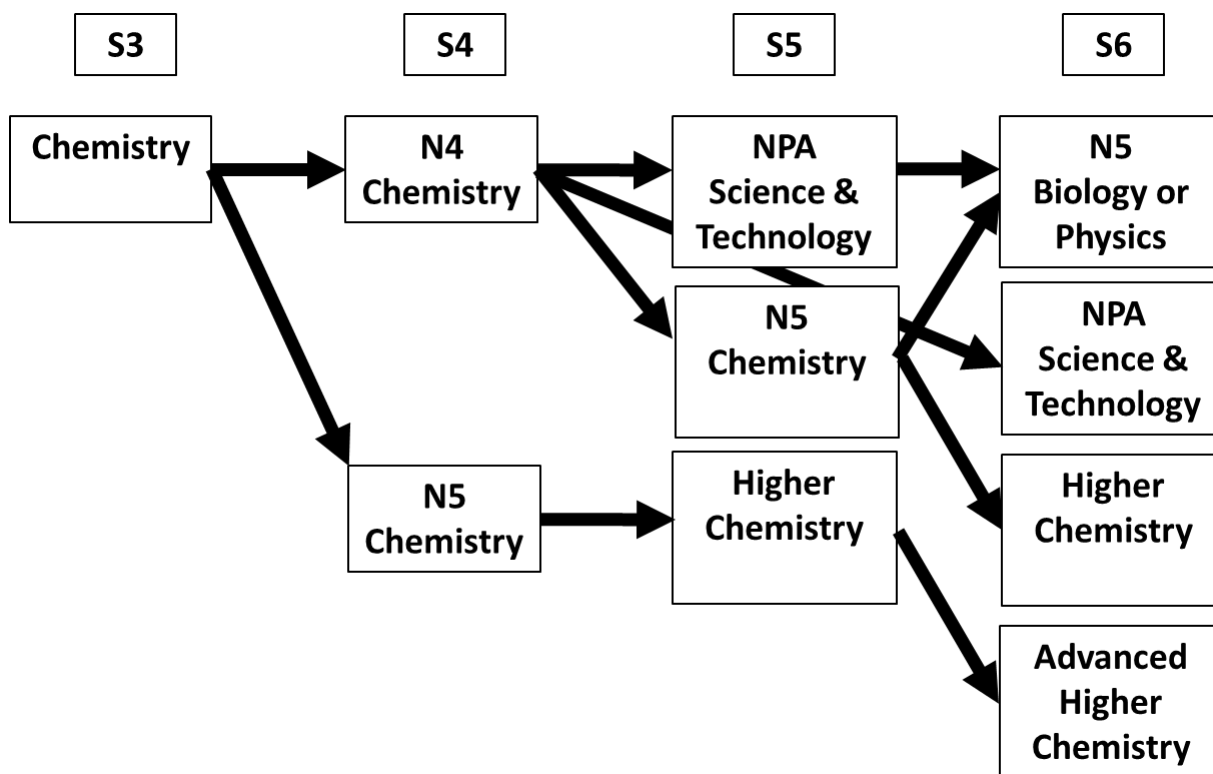 S3
S4
S5
S6
Chemistry
N4
Chemistry
NPA
Science &
Technology
N5
Biology or
Physics
N5
Chemistry
NPA
Science &
Technology
N5
Chemistry
Higher
Chemistry
Higher
Chemistry
Advanced
Higher
Chemistry